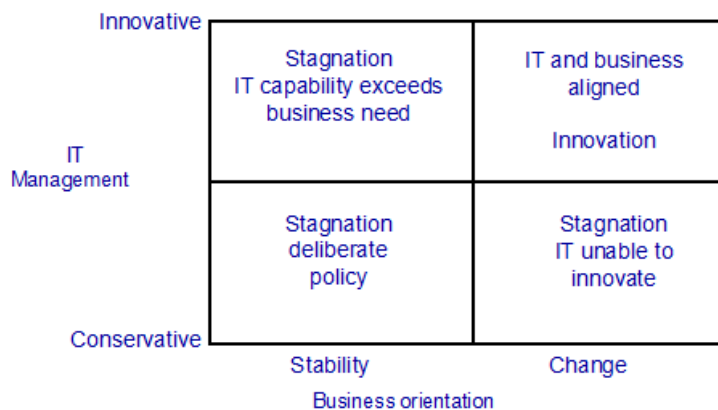 Innovative
Stagnation
IT capability exceeds
business need
IT and business
aligned
Innovation
IT
Management
Stagnation
deliberate
policy
Stagnation
IT unable to
innovate
Conservative
Stability
Change
Business orientation